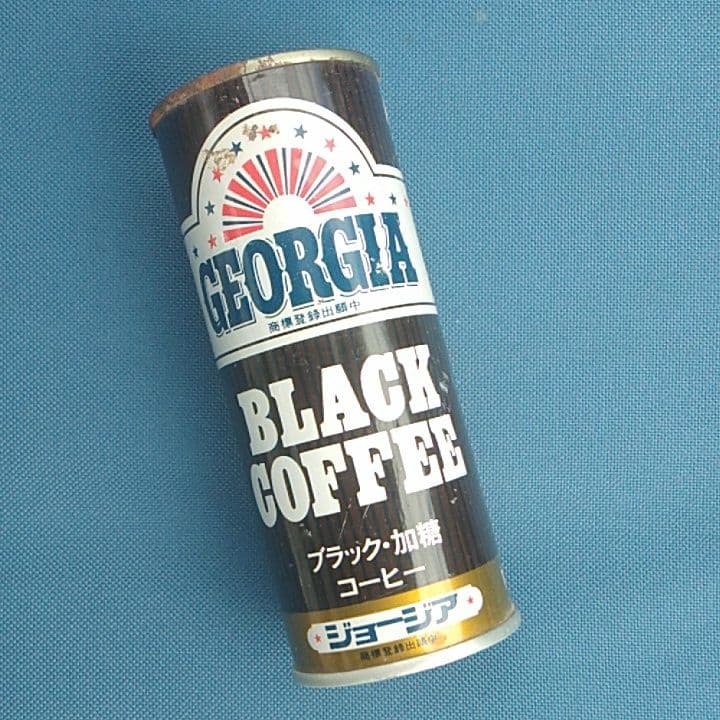 GEORGIA
商標登録出願中
BLACK
COFFEE
ブラック・加糖
コーヒー
ジョージア
商標登録出願中